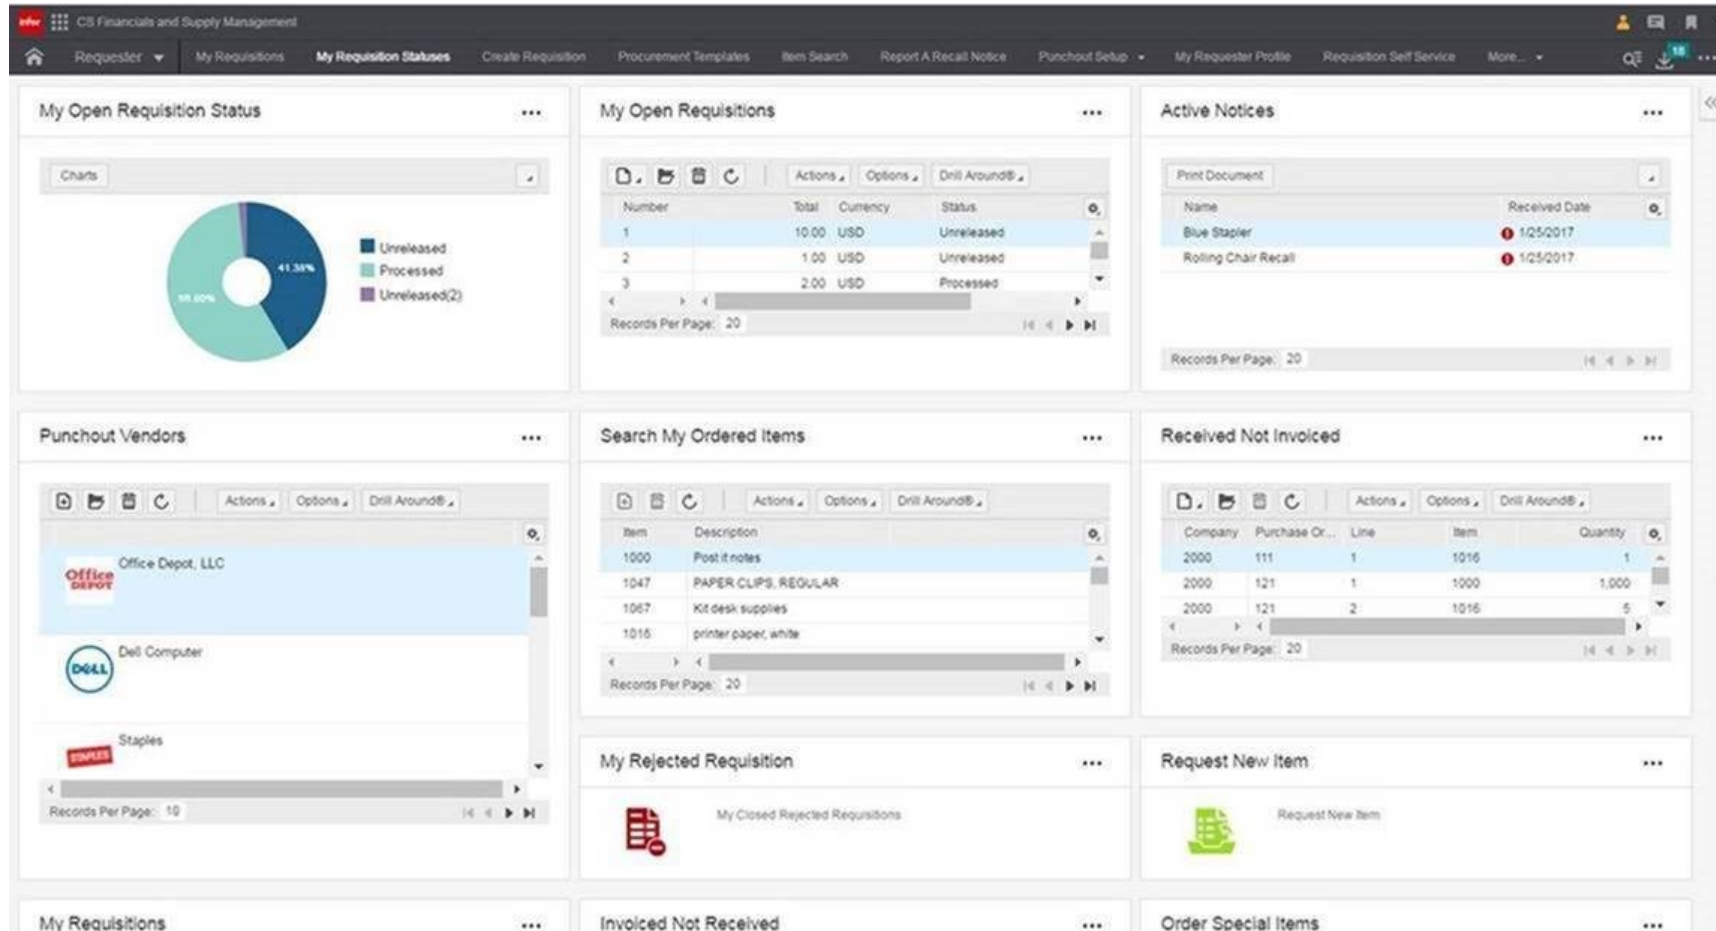 infor CS Financials and Supply Management
Requester My Requisitions My Requisition Statuses Create Requisition Procurement Templates Item Search Report A Recall Notice Punchout Setup My Requester Profile Requisition Self Service More... 18
My Open Requisition Status
Charts
41.38%
Unreleased
Processed
Unreleased(2)
My Open Requisitions
Actions Options Drill Around®
Number Total Currency Status
1 10.00 USD Unreleased
2 1.00 USD Unreleased
3 2.00 USD Processed
Records Per Page: 20
Active Notices
Print Document
Name Received Date
Blue Stapler 1/25/2017
Rolling Chair Recall 1/25/2017
Records Per Page: 20
Punchout Vendors
Actions Options Drill Around®
Office DEPOT Office Depot, LLC
DELL Dell Computer
STAPLES Staples
Records Per Page: 10
Search My Ordered Items
Actions Options Drill Around®
Item Description
1000 Post it notes
1047 PAPER CLIPS, REGULAR
1067 Kit desk supplies
1016 printer paper, white
Records Per Page: 20
Received Not Invoiced
Actions Options Drill Around®
Company Purchase Or... Line Item Quantity
2000 111 1 1016 1
2000 121 1 1000 1,000
2000 121 2 1016 5
Records Per Page: 20
My Rejected Requisition
My Closed Rejected Requisitions
Request New Item
Request New Item
My Requisitions
Invoiced Not Received
Order Special Items